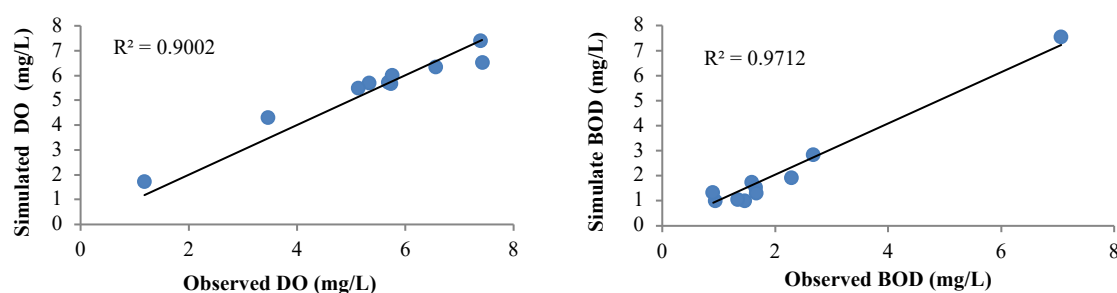 Simulated DO (mg/L)
8
7
6
5
4
3
2
1
0
R² = 0.9002
0 2 4 6 8
Observed DO (mg/L)
Simulate BOD (mg/L)
8
7
6
5
4
3
2
1
0
R² = 0.9712
0 2 4 6 8
Observed BOD (mg/L)